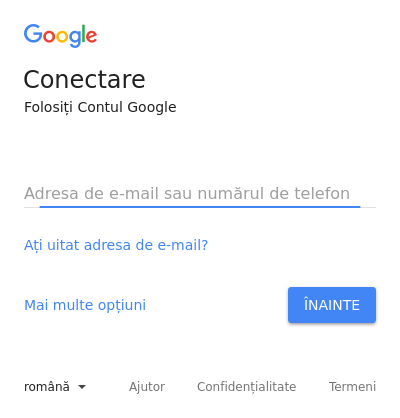 Google
Conectare
Folosiți Contul Google
Adresa de e-mail sau numărul de telefon
Ați uitat adresa de e-mail?
Mai multe opțiuni
ÎNAINTE
română
Ajutor
Confidențialitate
Termeni